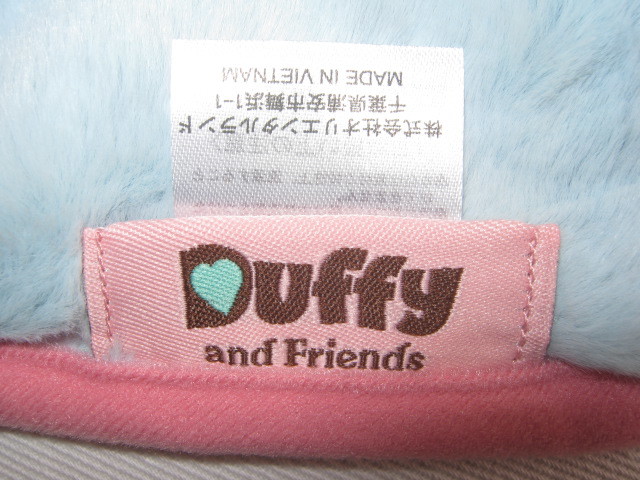 株式会社オリエンタルランド
千葉県浦安市舞浜1-1
MADE IN VIETNAM
Duffy
and Friends